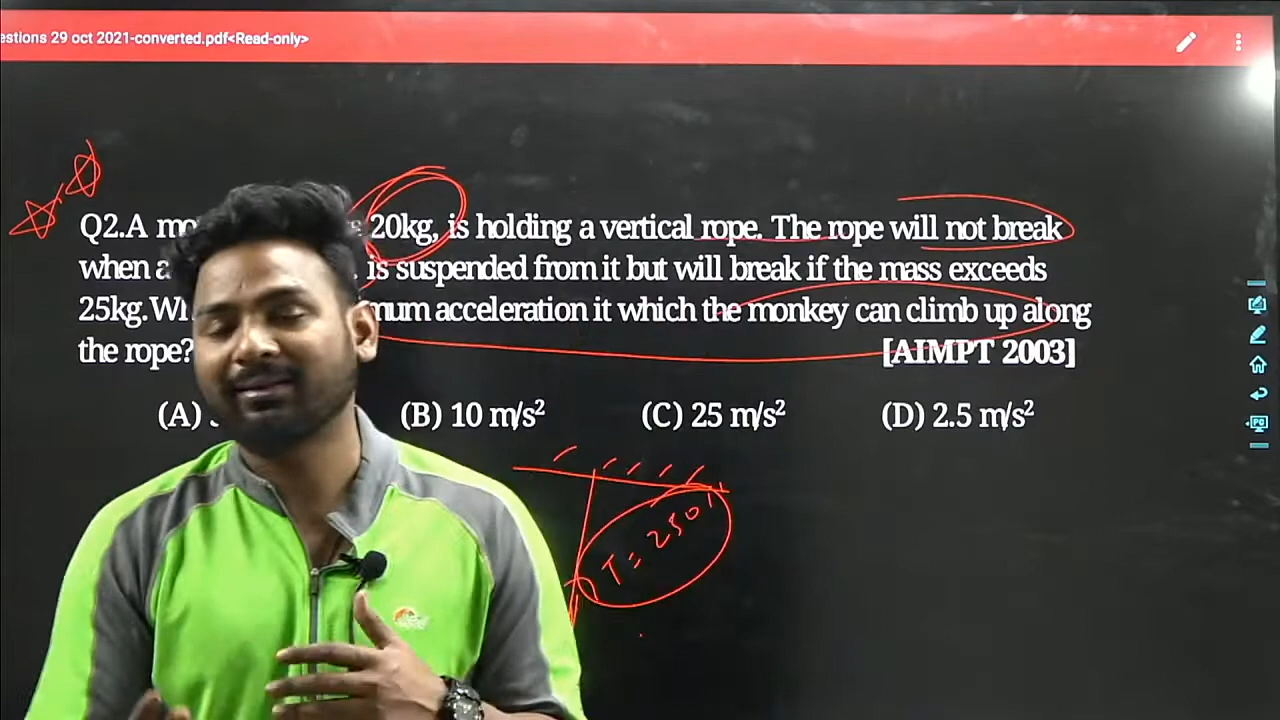 estions 29 oct 2021-converted.pdf<Read-only>
Q2.A 20kg, is holding a vertical rope. The rope will not break
when a is suspended from it but will break if the mass exceeds
25kg. acceleration it which the monkey can climb up along
the rope? [AIMPT 2003]
(A) (B) 10 m/s² (C) 25 m/s² (D) 2.5 m/s²
T = 250